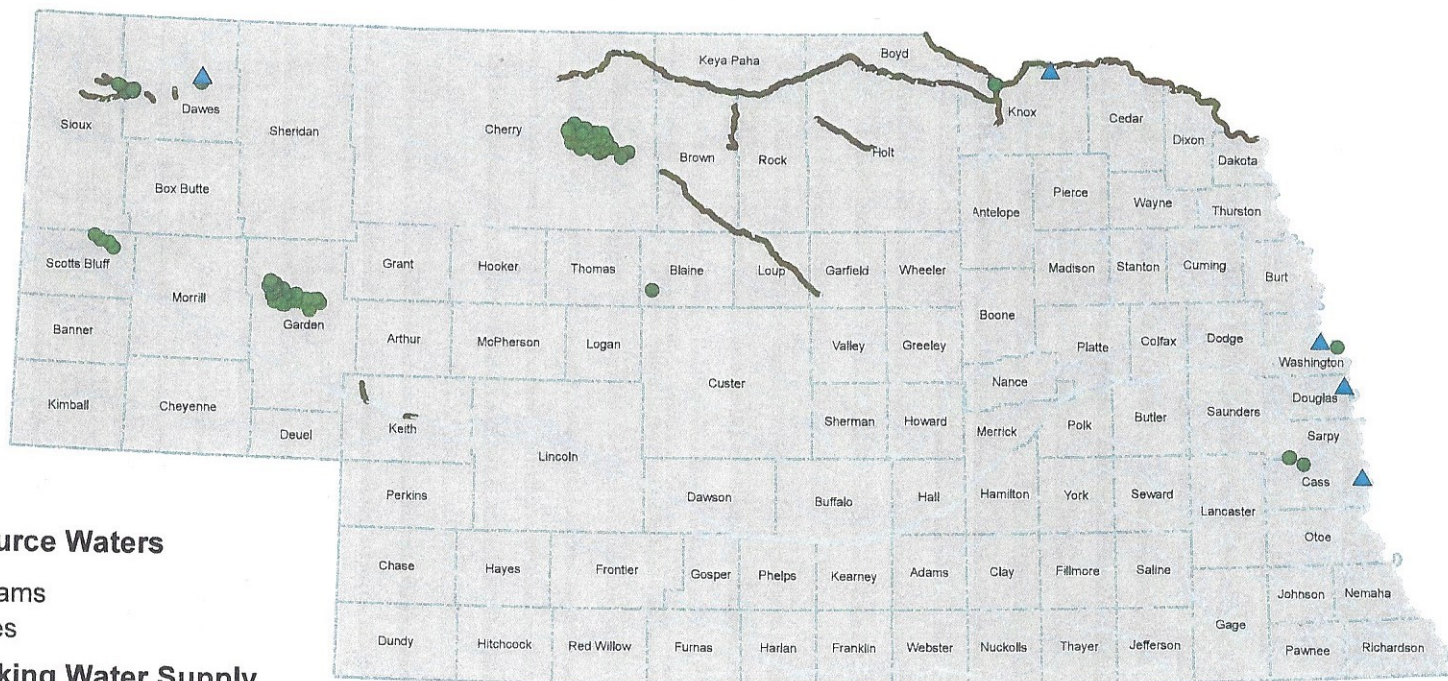 Boyd
Keya Paha
Knox
Cedar
Dawes
Sioux
Sheridan
Cherry
Brown
Rock
Holt
Dixon
Dakota
Box Butte
Antelope
Pierce
Wayne
Thurston
Scotts Bluff
Morrill
Garden
Grant
Hooker
Thomas
Blaine
Loup
Garfield
Wheeler
Madison
Stanton
Cuming
Burt
Banner
Arthur
McPherson
Logan
Valley
Greeley
Boone
Platte
Colfax
Dodge
Washington
Kimball
Cheyenne
Deuel
Keith
Lincoln
Custer
Sherman
Howard
Nance
Merrick
Polk
Butler
Saunders
Douglas
Sarpy
Cass
Perkins
Dawson
Buffalo
Hall
Hamilton
York
Seward
Lancaster
Otoe
Chase
Hayes
Frontier
Gosper
Phelps
Kearney
Adams
Clay
Fillmore
Saline
Johnson
Nemaha
Dundy
Hitchcock
Red Willow
Furnas
Harlan
Franklin
Webster
Nuckolls
Thayer
Jefferson
Gage
Pawnee
Richardson
urce Waters
ams
es
king Water Supply